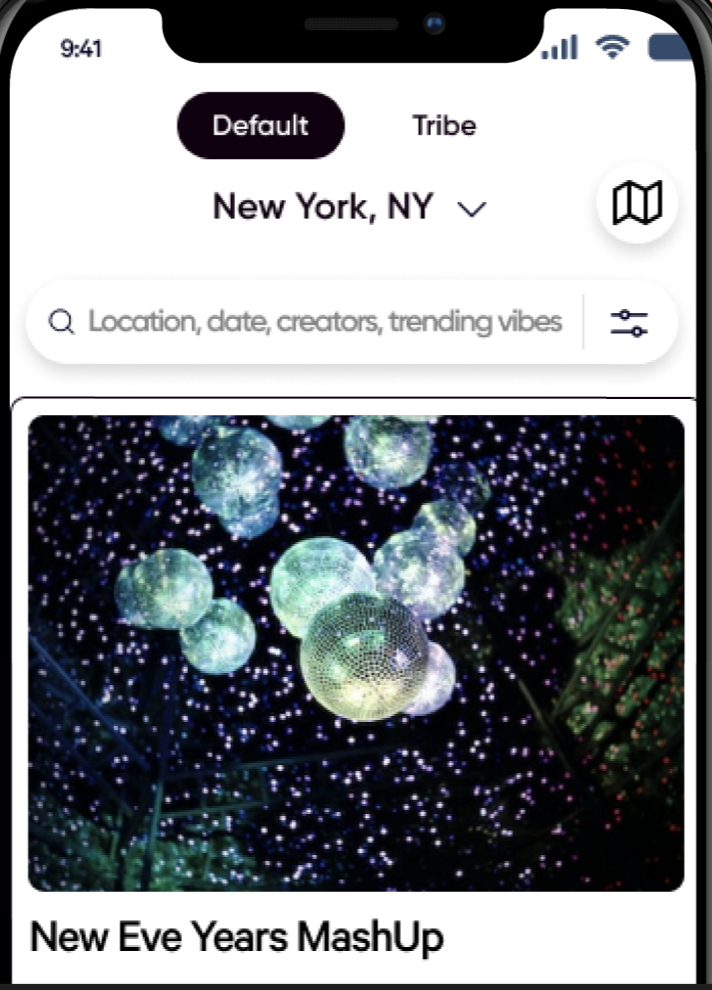 9:41
Default Tribe
New York, NY
Location, date, creators, trending vibes
New Eve Years MashUp